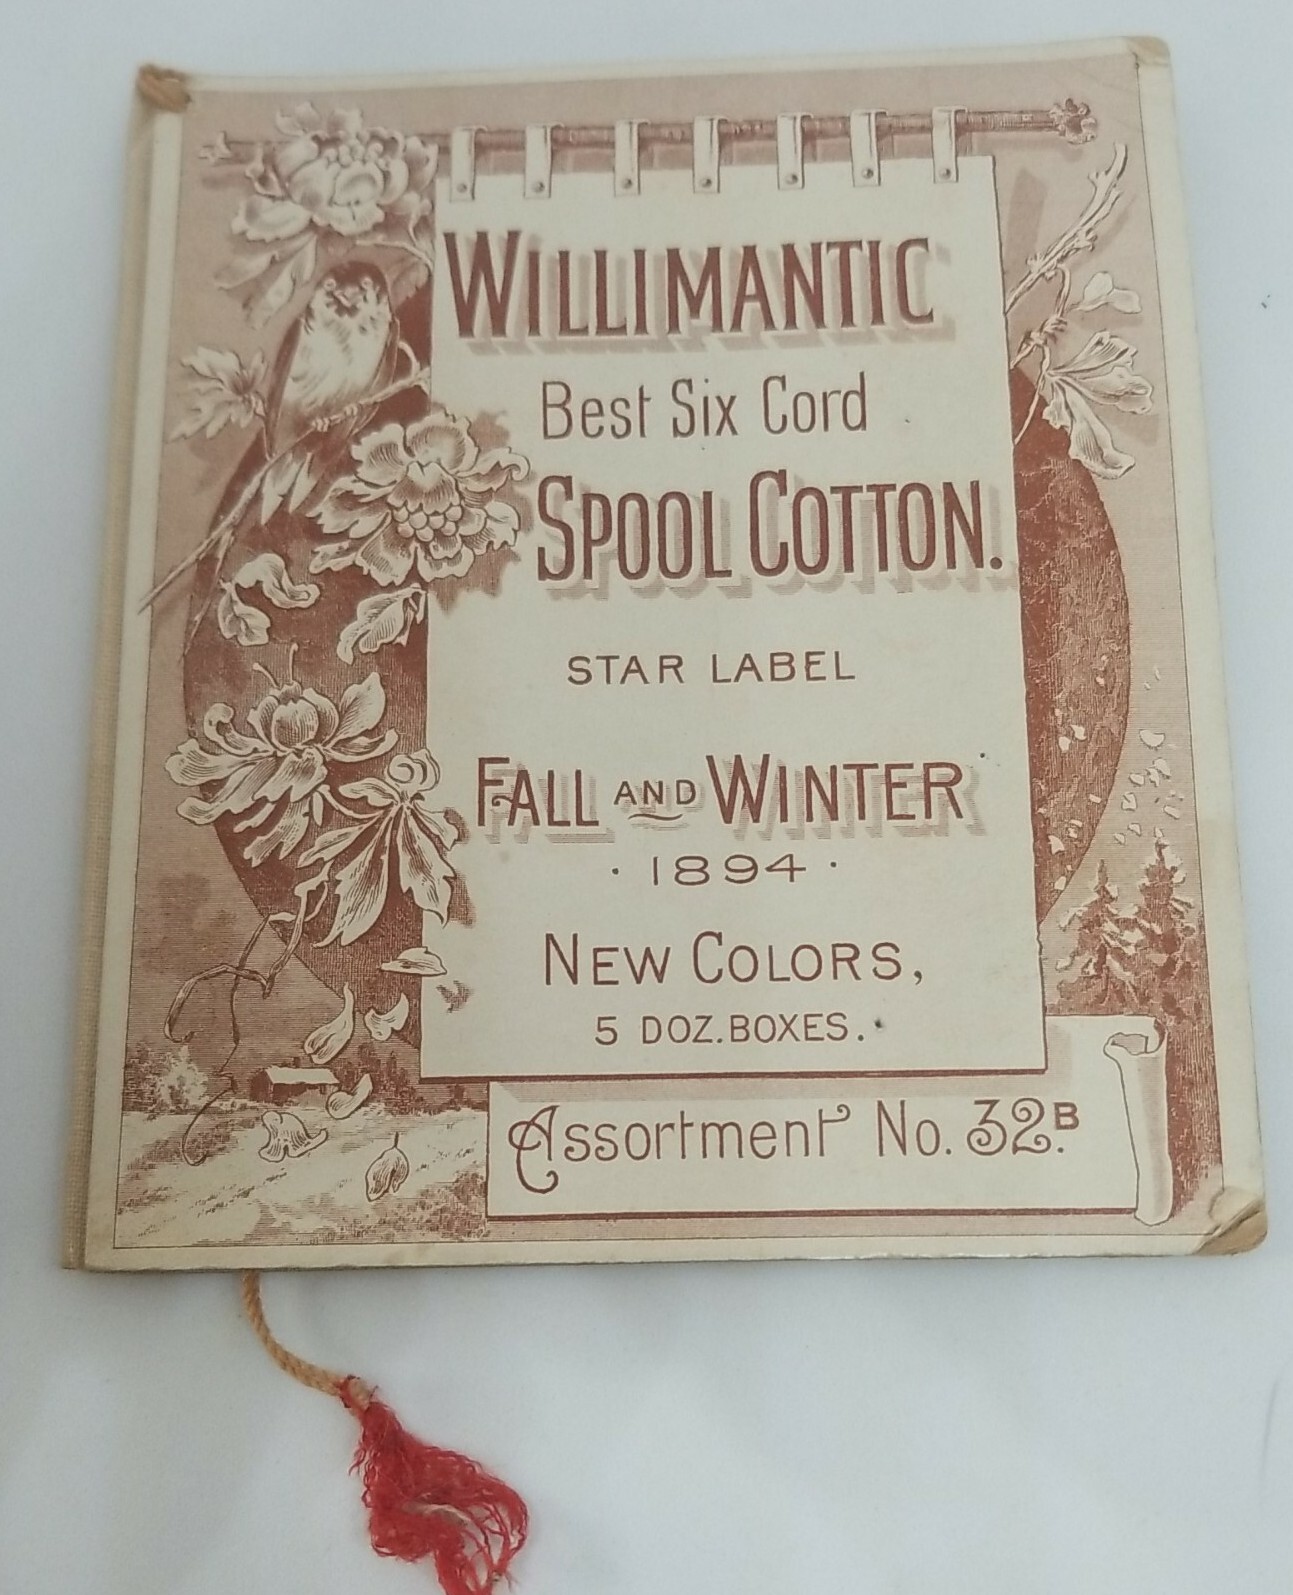 WILLIMANTIC
Best Six Cord
SPOOL COTTON.
STAR LABEL
FALL AND WINTER
· 1894 ·
NEW COLORS,
5 DOZ. BOXES.
Assortment No. 32.B